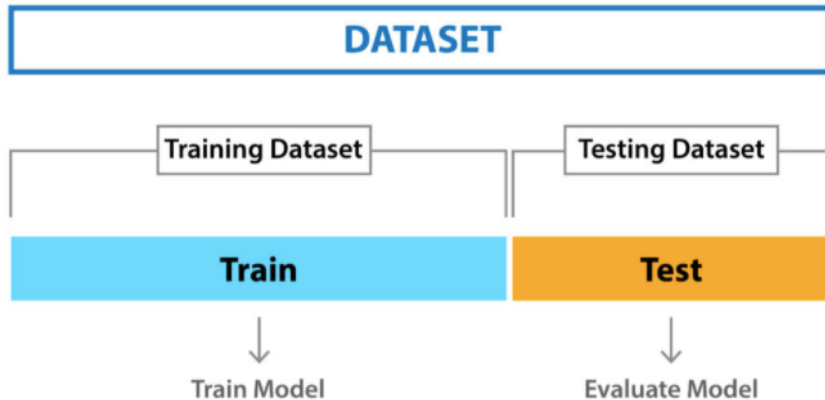 DATASET
Training Dataset
Testing Dataset
Train
Test
Train Model
Evaluate Model